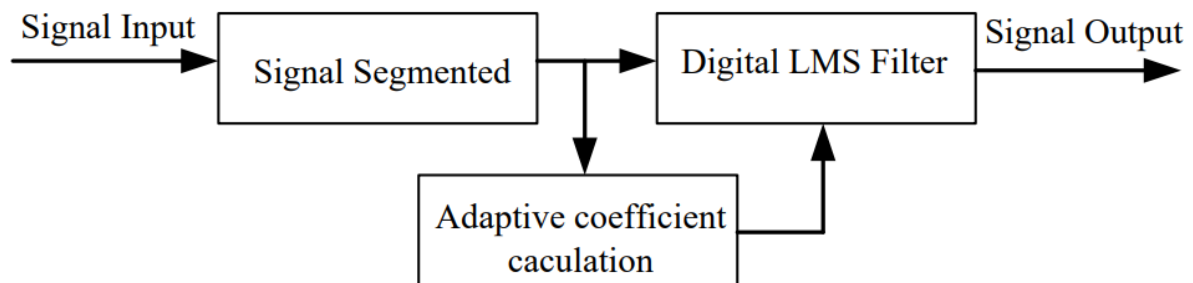 Signal Input
Signal Segmented
Digital LMS Filter
Signal Output
Adaptive coefficient
caculation